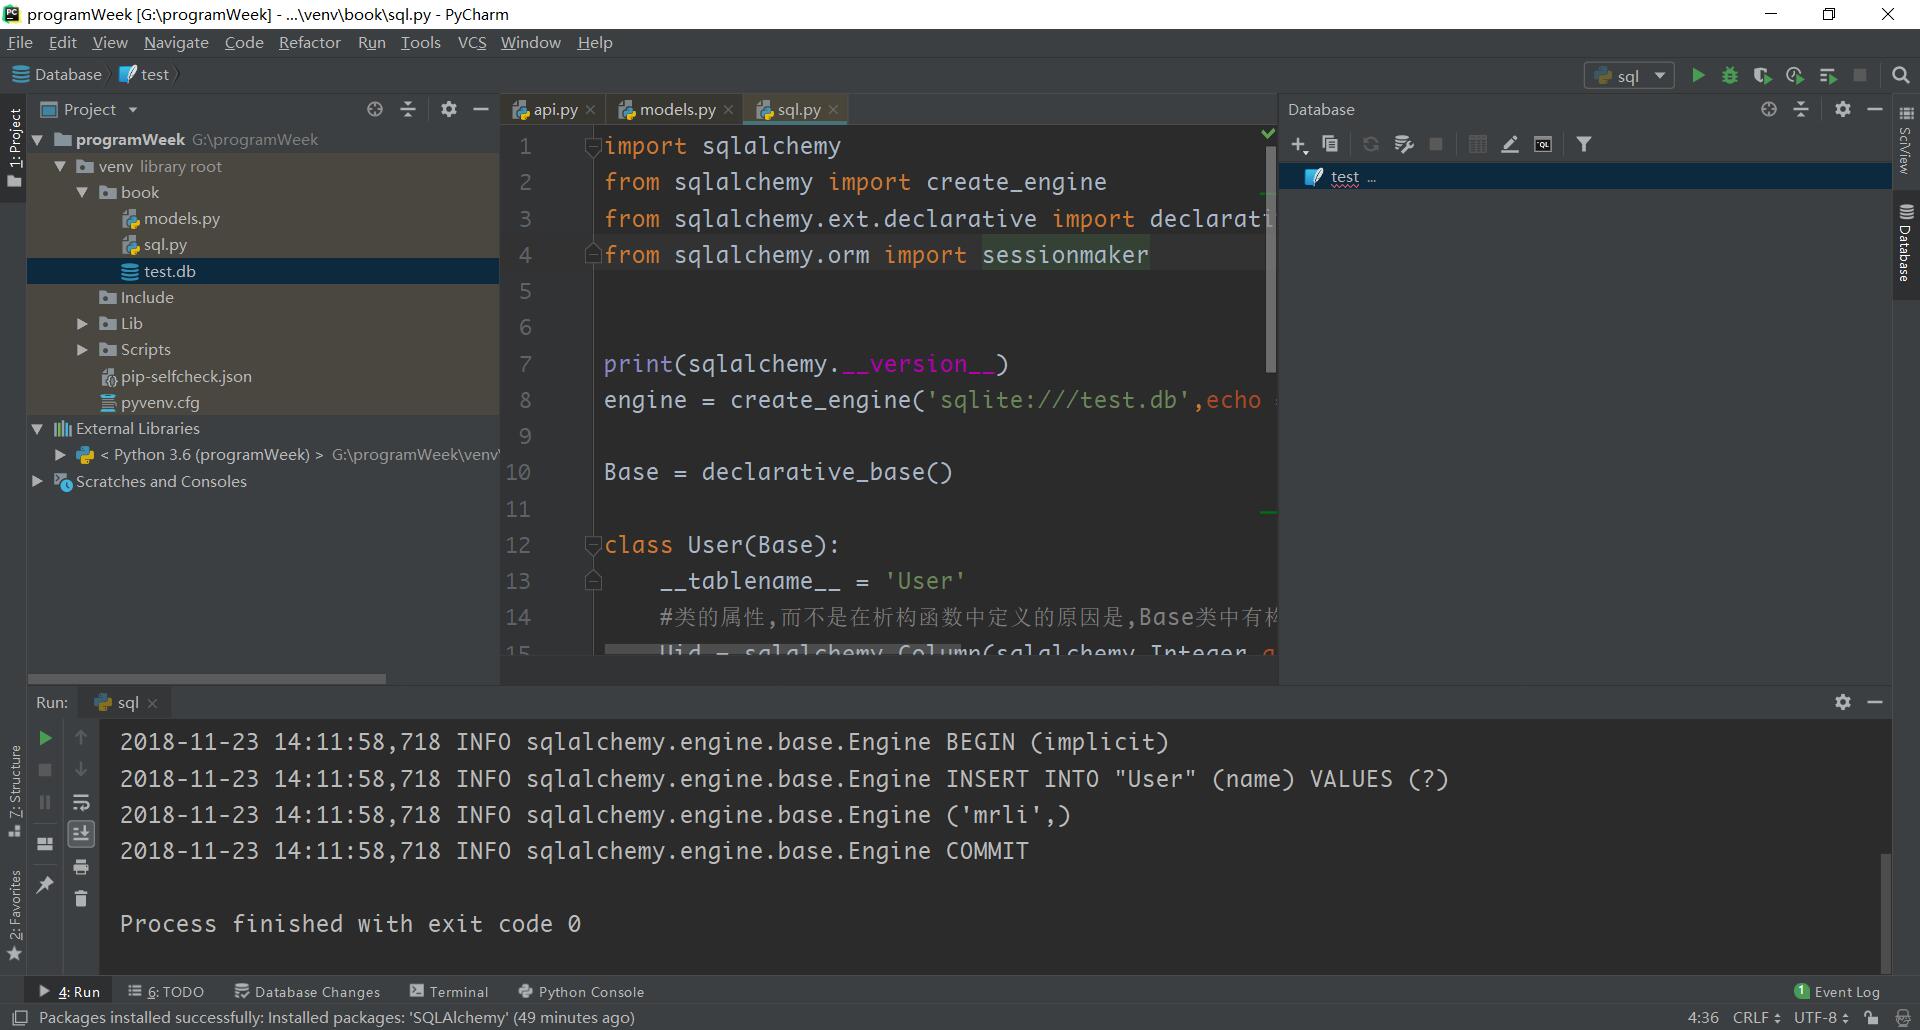 programWeek [G:\programWeek] - ...\venv\book\sql.py - PyCharm
File Edit View Navigate Code Refactor Run Tools VCS Window Help
Database test
sql
1: Project
Project
programWeek G:\programWeek
venv library root
book
models.py
sql.py
test.db
Include
Lib
Scripts
pip-selfcheck.json
pyvenv.cfg
External Libraries
< Python 3.6 (programWeek) > G:\programWeek\venv\
Scratches and Consoles
api.py models.py sql.py
1 import sqlalchemy
2 from sqlalchemy import create_engine
3 from sqlalchemy.ext.declarative import declarati
4 from sqlalchemy.orm import sessionmaker
5
6
7 print(sqlalchemy.__version__)
8 engine = create_engine('sqlite:///test.db',echo
9
10 Base = declarative_base()
11
12 class User(Base):
13 __tablename__ = 'User'
14 #类的属性,而不是在析构函数中定义的原因是,Base类中有构
15 Uid = sqlalchemy.Column(sqlalchemy.Integer,
Database
QL
test ...
SciView
Database
Run: sql
2018-11-23 14:11:58,718 INFO sqlalchemy.engine.base.Engine BEGIN (implicit)
2018-11-23 14:11:58,718 INFO sqlalchemy.engine.base.Engine INSERT INTO "User" (name) VALUES (?)
2018-11-23 14:11:58,718 INFO sqlalchemy.engine.base.Engine ('mrli',)
2018-11-23 14:11:58,718 INFO sqlalchemy.engine.base.Engine COMMIT
Process finished with exit code 0
7: Structure
2: Favorites
4: Run 6: TODO Database Changes Terminal Python Console 1 Event Log
Packages installed successfully: Installed packages: 'SQLAlchemy' (49 minutes ago) 4:36 CRLF UTF-8